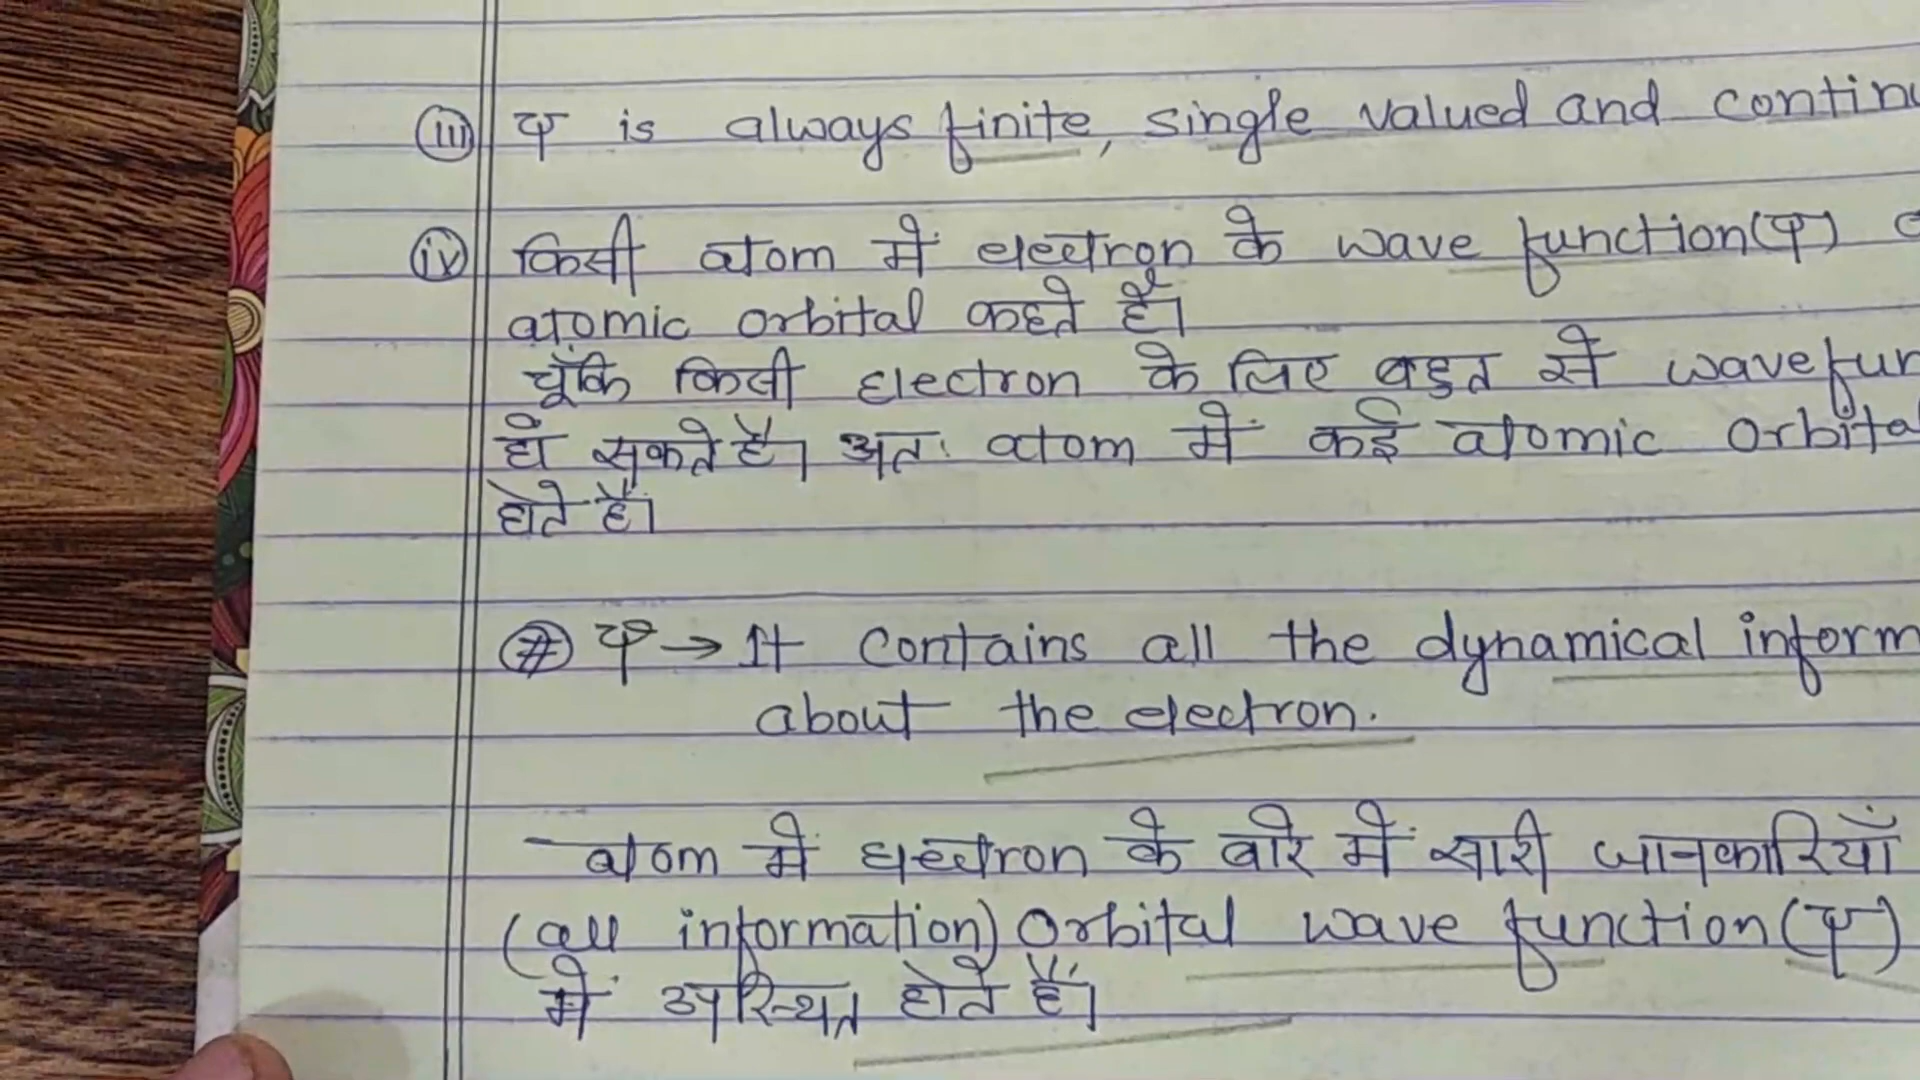 (iii) ψ is always finite, single valued and continu
(iv) किसी atom में electron के wave function(ψ) c
atomic orbital कहते हैं।
चूँकि किसी electron के लिए बहुत से wavefun
हो सकते हैं। अतः atom में कई atomic orbital
होते हैं।
(#) ψ → It contains all the dynamical inform
about the electron.
atom में electron के बारे में सारी जानकारियाँ
(all information) orbital wave function(ψ)
में उपस्थित होते हैं।